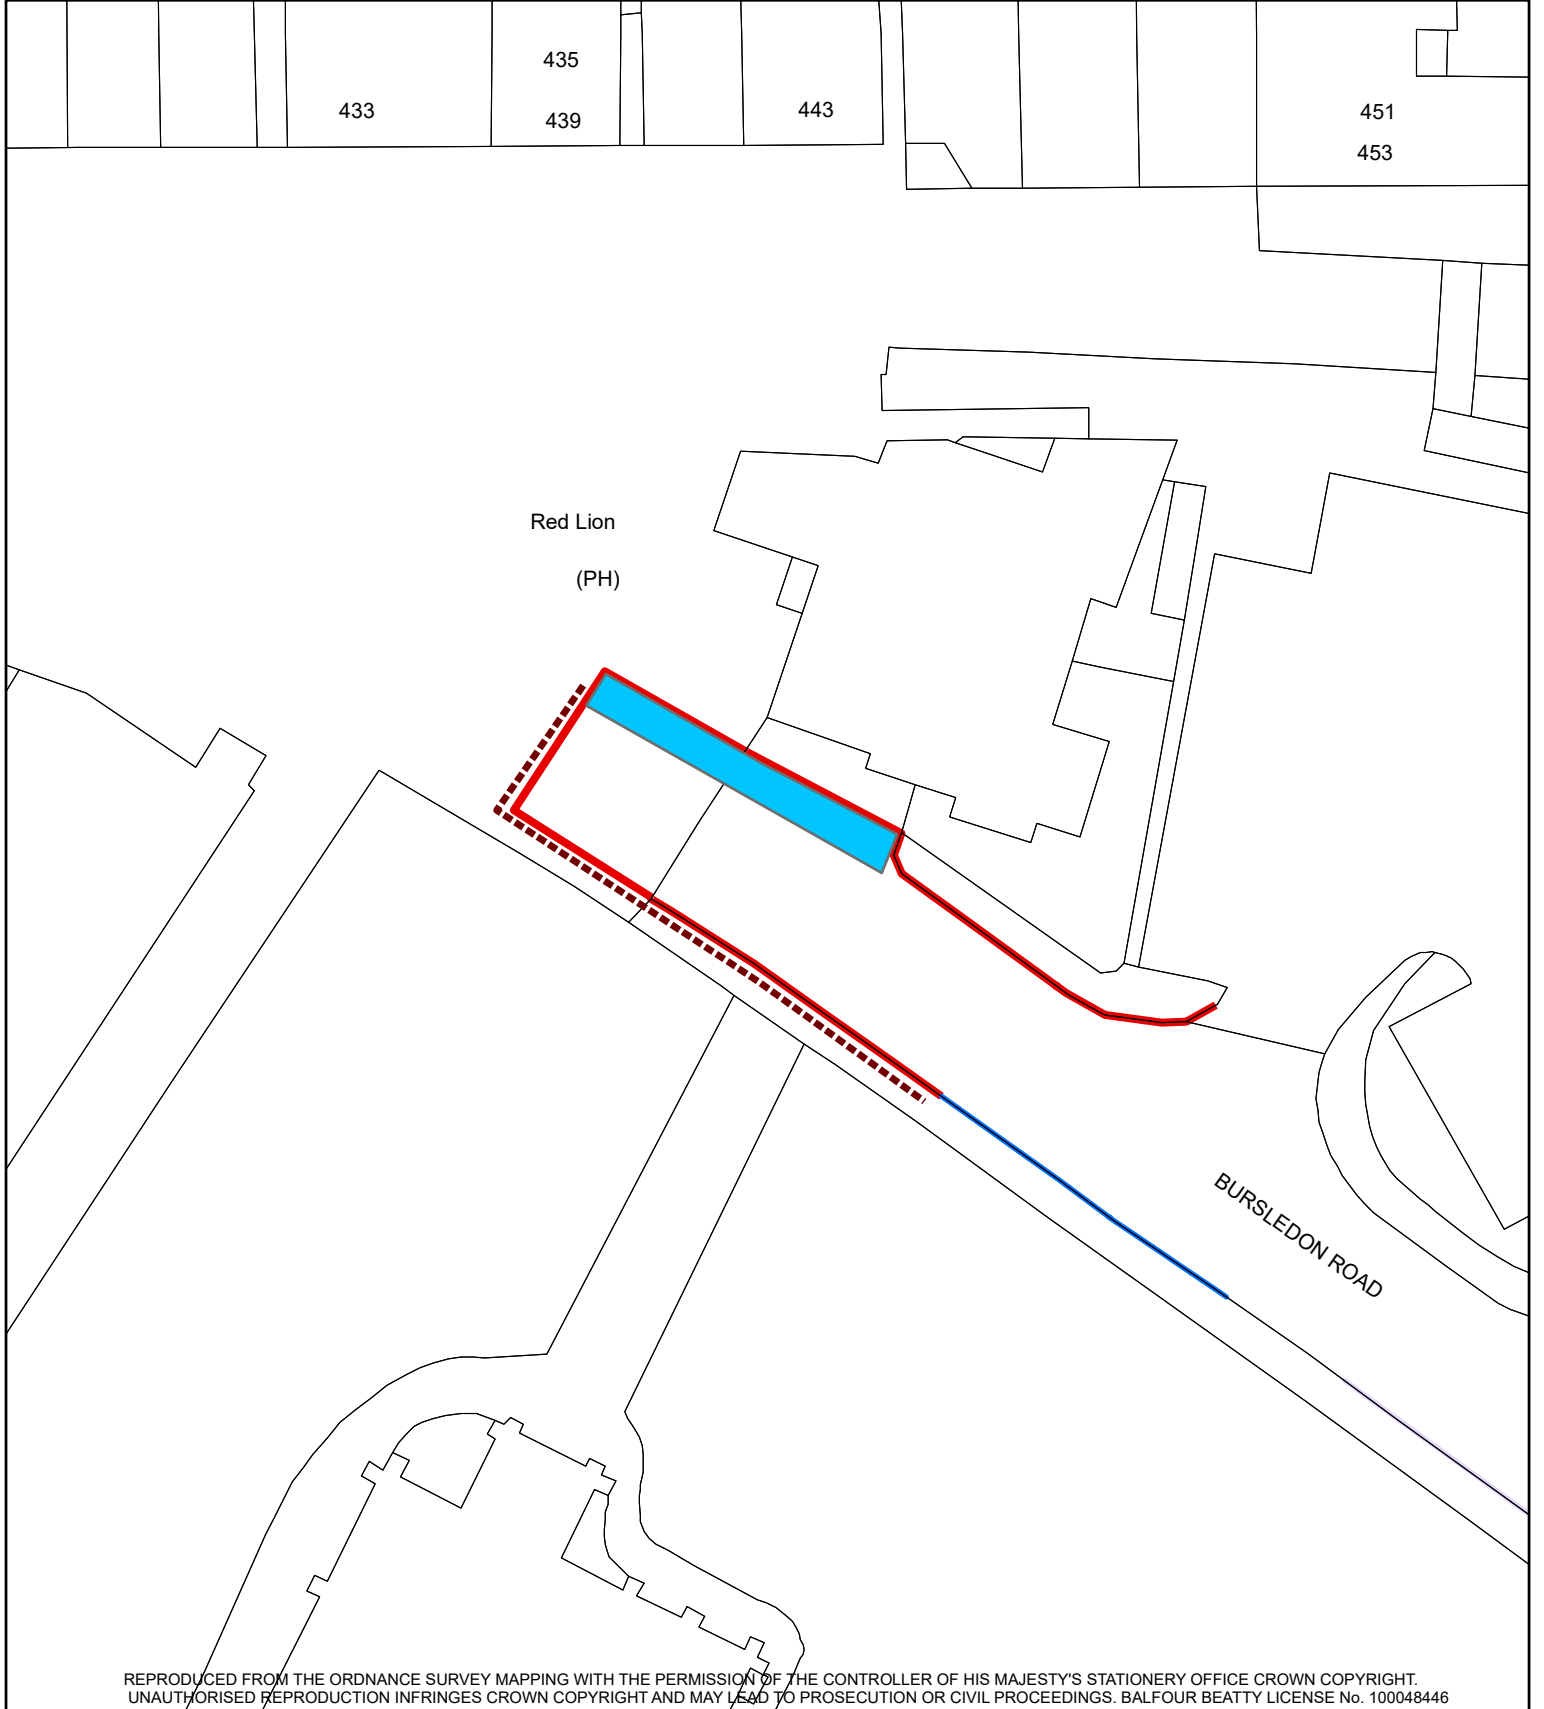 435
433
439
443
451
453
Red Lion
(PH)
BURSLEDON ROAD
REPRODUCED FROM THE ORDNANCE SURVEY MAPPING WITH THE PERMISSION OF THE CONTROLLER OF HIS MAJESTY'S STATIONERY OFFICE CROWN COPYRIGHT.
UNAUTHORISED REPRODUCTION INFRINGES CROWN COPYRIGHT AND MAY LEAD TO PROSECUTION OR CIVIL PROCEEDINGS. BALFOUR BEATTY LICENSE No. 100048446